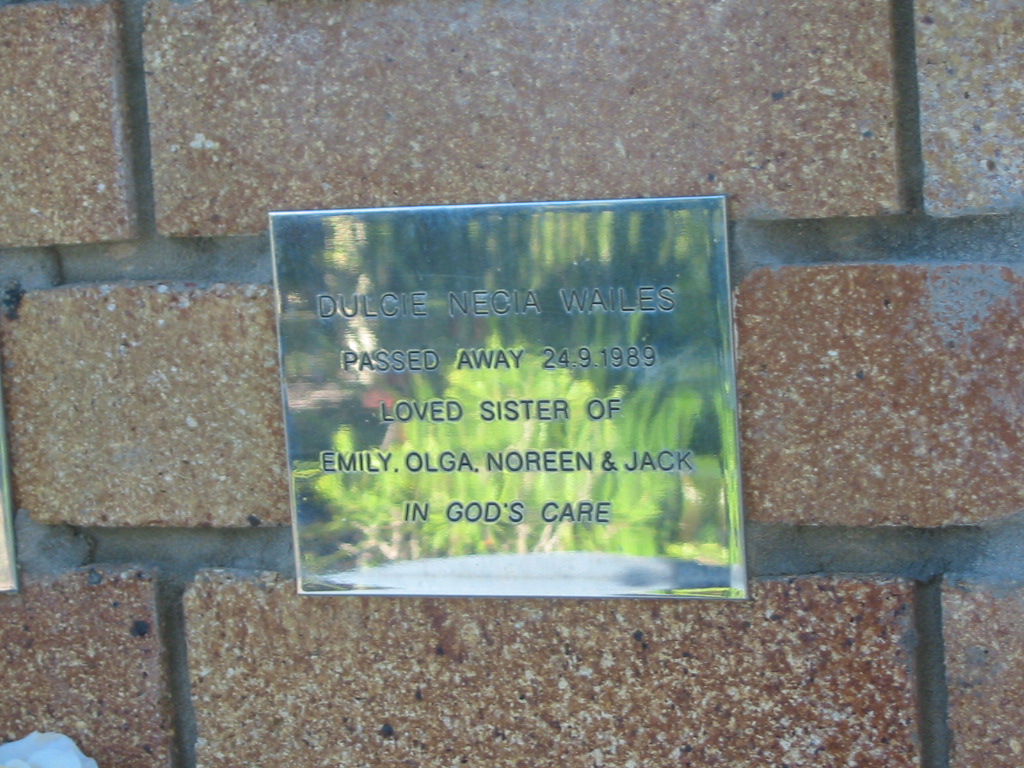 DULCIE NECIA WAILES
PASSED AWAY 24.9.1989
LOVED SISTER OF
EMILY, OLGA, NOREEN & JACK
IN GOD'S CARE